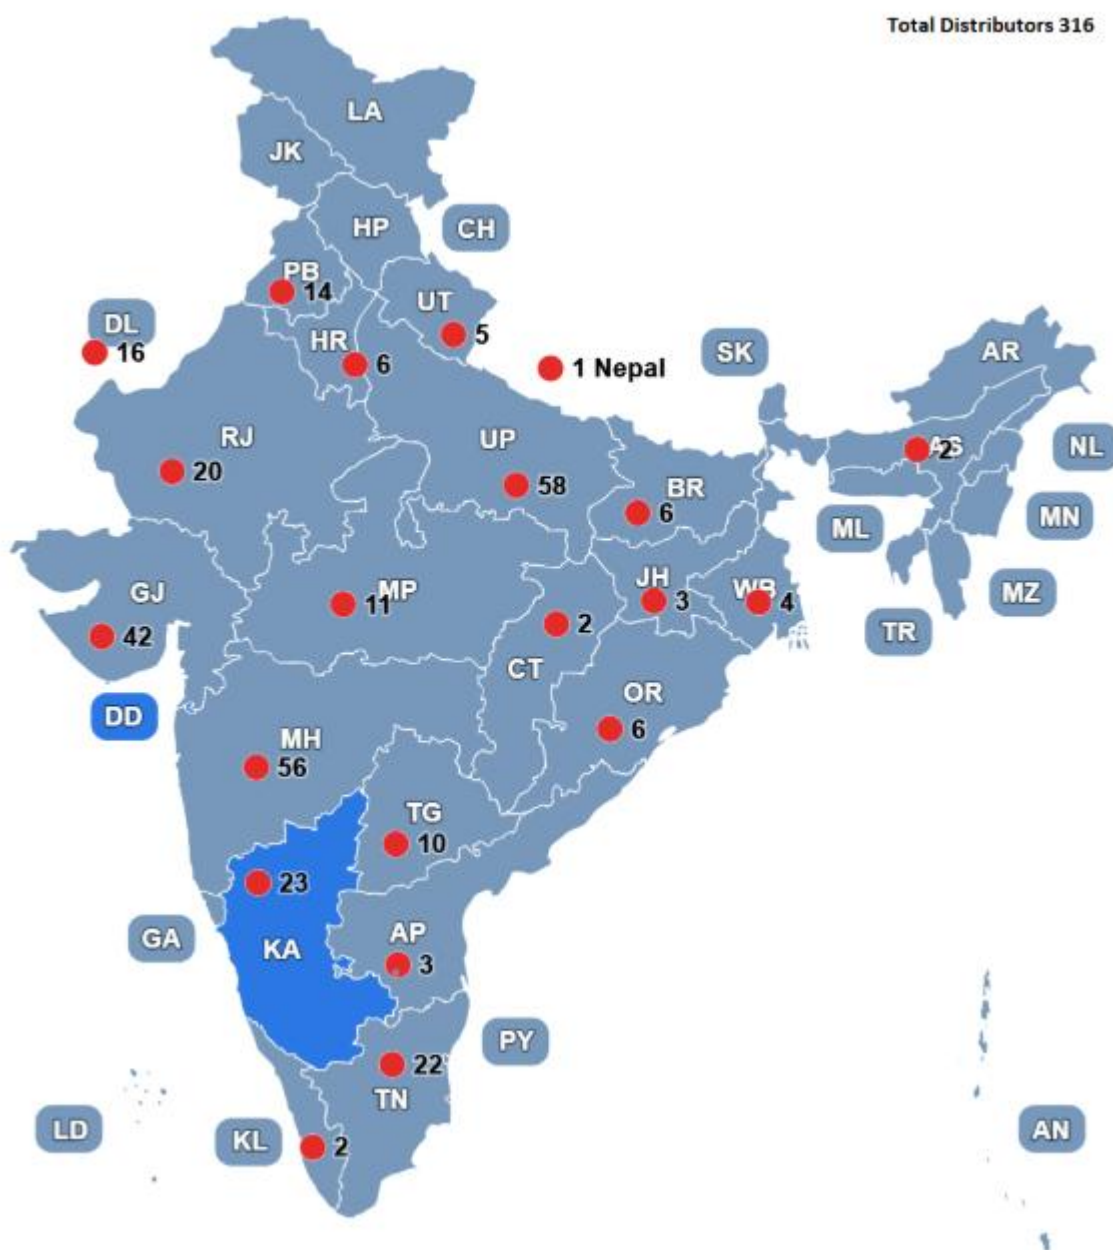 Total Distributors 316
LA
JK
HP
CH
PB
14
UT
5
DL
16
HR
6
1 Nepal
SK
AR
RJ
20
UP
58
AS
2
NL
BR
6
ML
MN
GJ
42
MP
11
JH
3
WB
4
MZ
2
CT
TR
DD
OR
6
MH
56
TG
10
23
KA
GA
AP
3
PY
22
TN
LD
KL
2
AN